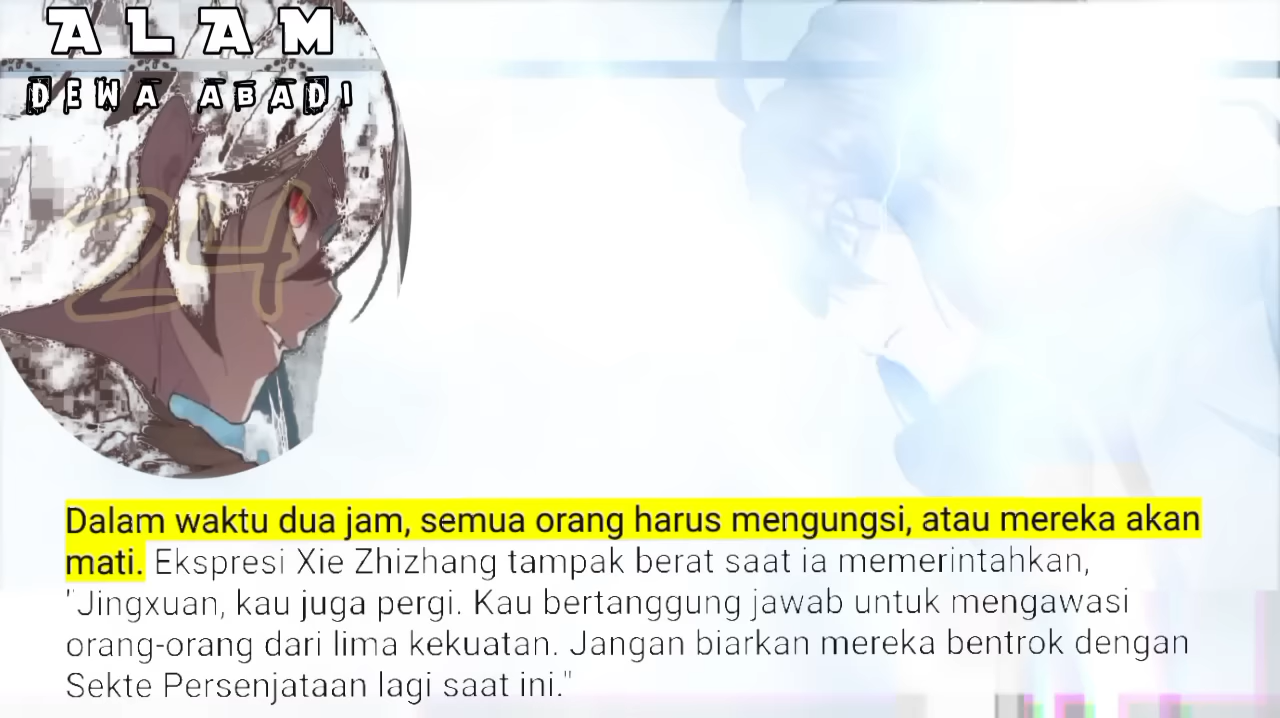 ALAM
DEWA ABADI
24
Dalam waktu dua jam, semua orang harus mengungsi, atau mereka akan
mati. Ekspresi Xie Zhizhang tampak berat saat ia memerintahkan,
"Jingxuan, kau juga pergi. Kau bertanggung jawab untuk mengawasi
orang-orang dari lima kekuatan. Jangan biarkan mereka bentrok dengan
Sekte Persenjataan lagi saat ini."